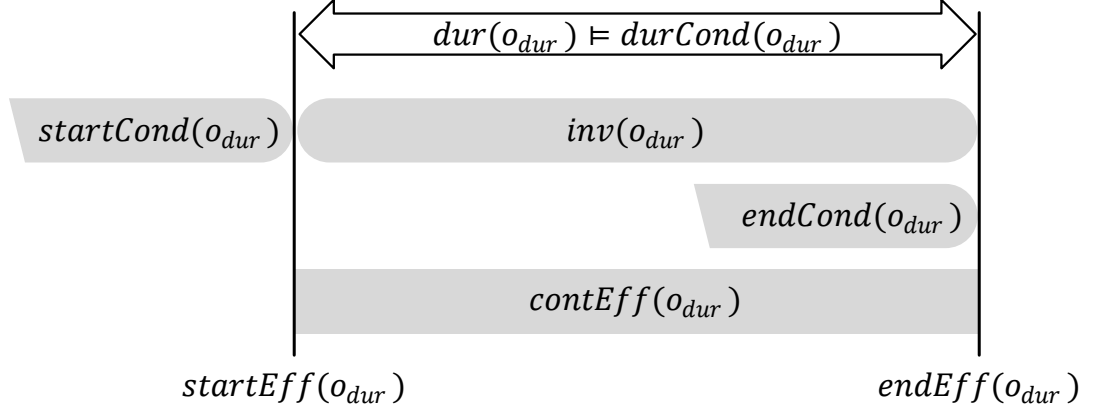 dur(o_dur) ⊨ durCond(o_dur)
startCond(o_dur) inv(o_dur)
endCond(o_dur)
contEff(o_dur)
startEff(o_dur) endEff(o_dur)